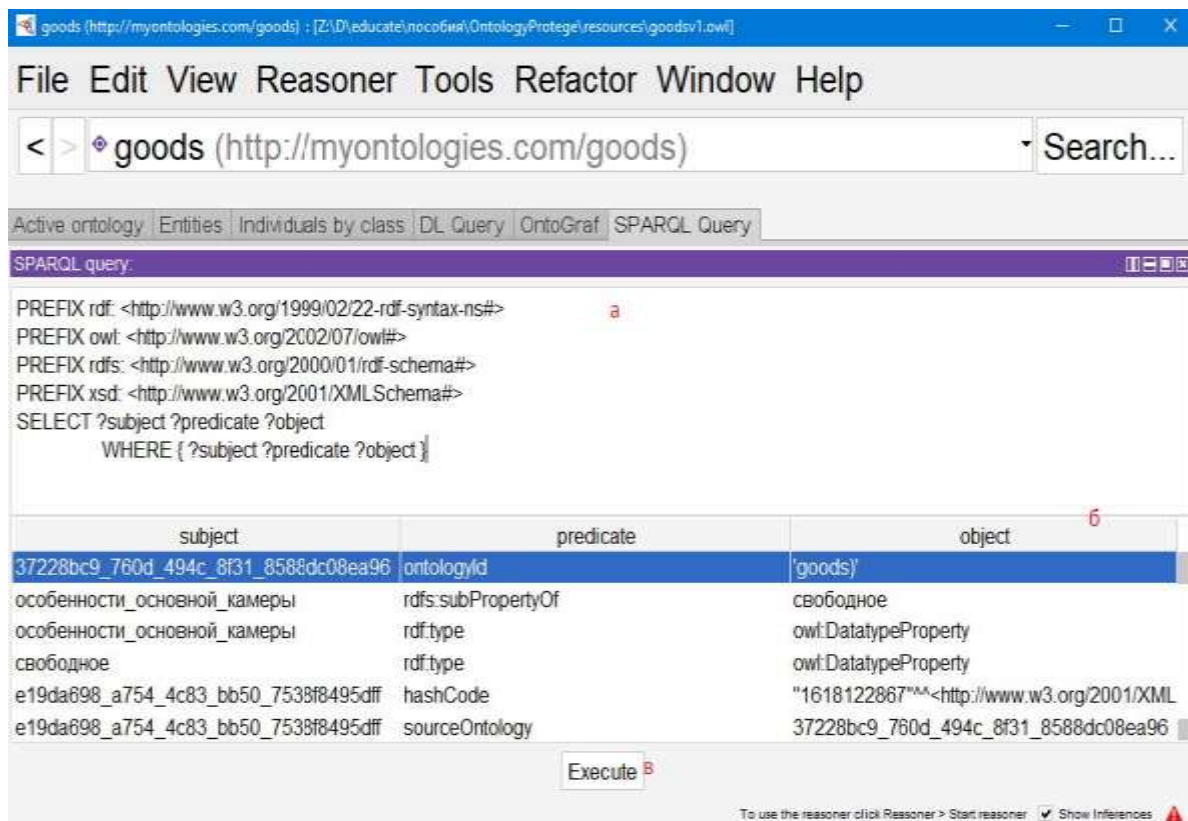 goods (http://myontologies.com/goods) : [Z:\D\educate\пособия\OntologyProtege\resources\goodsv1.owl]
File Edit View Reasoner Tools Refactor Window Help
< > goods (http://myontologies.com/goods) Search...
Active ontology Entities Individuals by class DL Query OntoGraf SPARQL Query
SPARQL query:
PREFIX rdf: <http://www.w3.org/1999/02/22-rdf-syntax-ns#> а
PREFIX owl: <http://www.w3.org/2002/07/owl#>
PREFIX rdfs: <http://www.w3.org/2000/01/rdf-schema#>
PREFIX xsd: <http://www.w3.org/2001/XMLSchema#>
SELECT ?subject ?predicate ?object
WHERE { ?subject ?predicate ?object }
б
subject predicate object
37228bc9_760d_494c_8f31_8588dc08ea96 ontologyId 'goods)'
особенности_основной_камеры rdfs:subPropertyOf свободное
особенности_основной_камеры rdf:type owl:DatatypeProperty
свободное rdf:type owl:DatatypeProperty
e19da698_a754_4c83_bb50_7538f8495dff hashCode "1618122867"^^<http://www.w3.org/2001/XML
e19da698_a754_4c83_bb50_7538f8495dff sourceOntology 37228bc9_760d_494c_8f31_8588dc08ea96
Execute в
To use the reasoner click Reasoner > Start reasoner Show Inferences